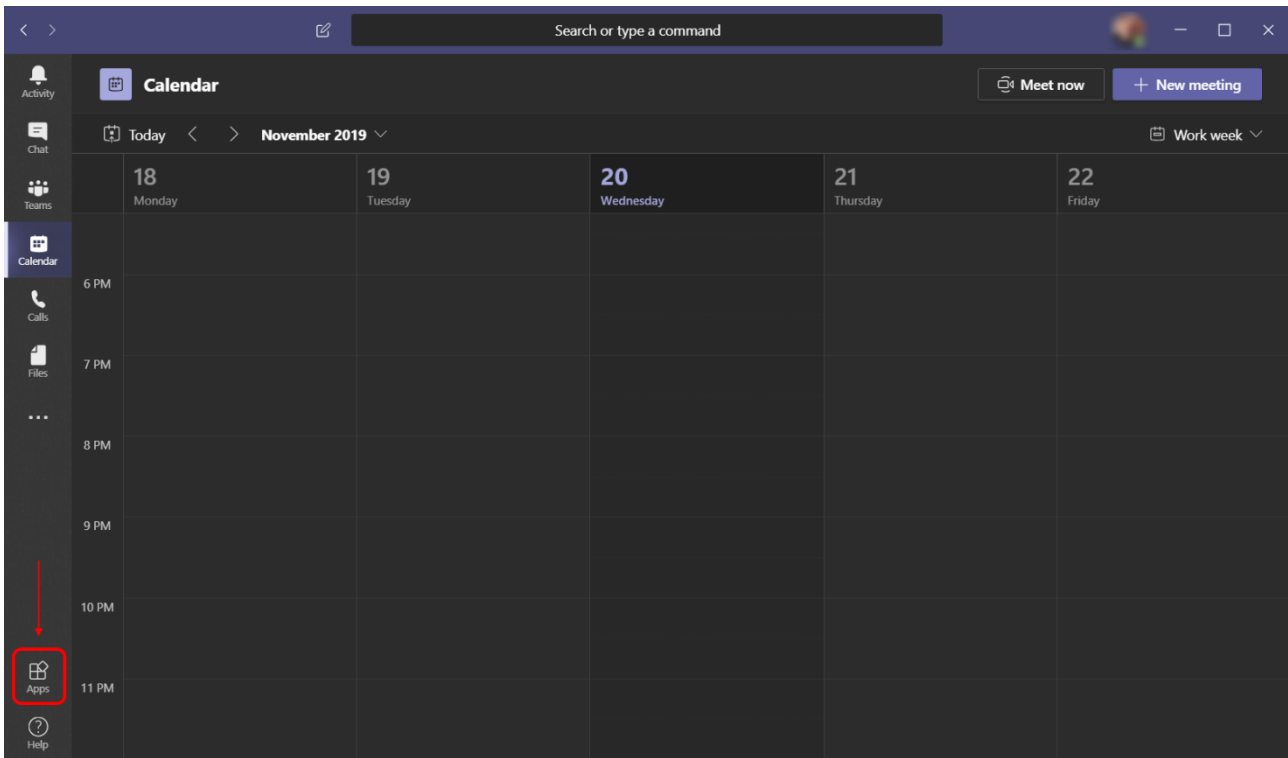 Search or type a command
Activity
Chat
Teams
Calendar
Calls
Files
Apps
Help
Calendar
Meet now
New meeting
Today
November 2019
Work week
18
Monday
19
Tuesday
20
Wednesday
21
Thursday
22
Friday
6 PM
7 PM
8 PM
9 PM
10 PM
11 PM